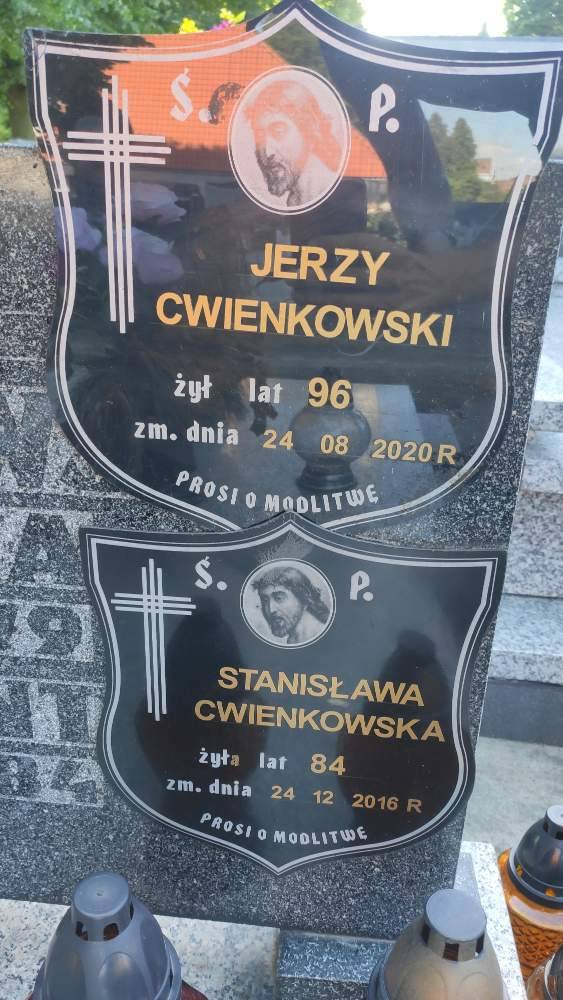 Ś. P.
JERZY
CWIENKOWSKI
żył lat 96
zm. dnia 24 08 2020 R
PROSI O MODLITWĘ
Ś. P.
STANISŁAWA
CWIENKOWSKA
żyła lat 84
zm. dnia 24 12 2016 R
PROSI O MODLITWĘ